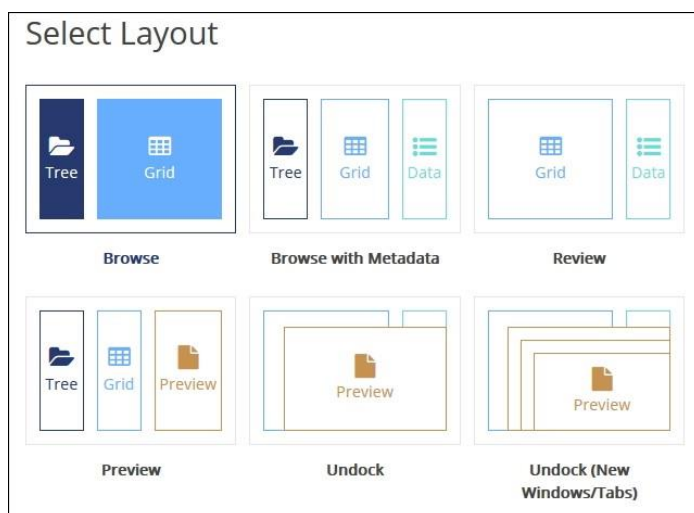 Select Layout
Tree Grid
Tree Grid Data
Grid Data
Browse
Browse with Metadata
Review
Tree Grid Preview
Preview
Preview
Preview
Undock
Undock (New
Windows/Tabs)